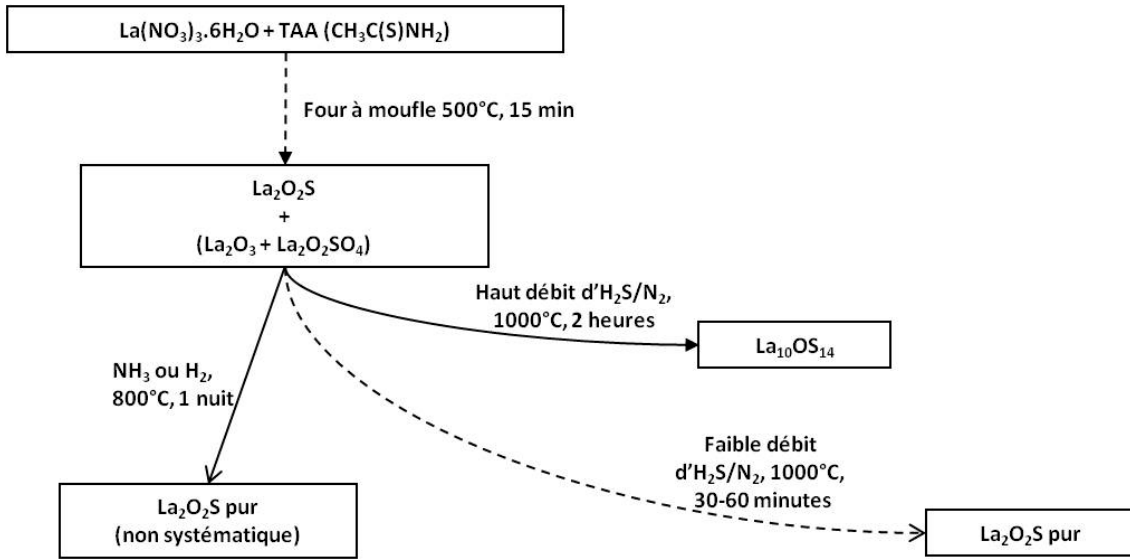 La(NO₃)₃.6H₂O + TAA (CH₃C(S)NH₂)
Four à moufle 500°C, 15 min
La₂O₂S
+
(La₂O₃ + La₂O₂SO₄)
Haut débit d'H₂S/N₂,
1000°C, 2 heures
La₁₀OS₁₄
NH₃ ou H₂,
800°C, 1 nuit
Faible débit
d'H₂S/N₂, 1000°C,
30-60 minutes
La₂O₂S pur
(non systématique)
La₂O₂S pur